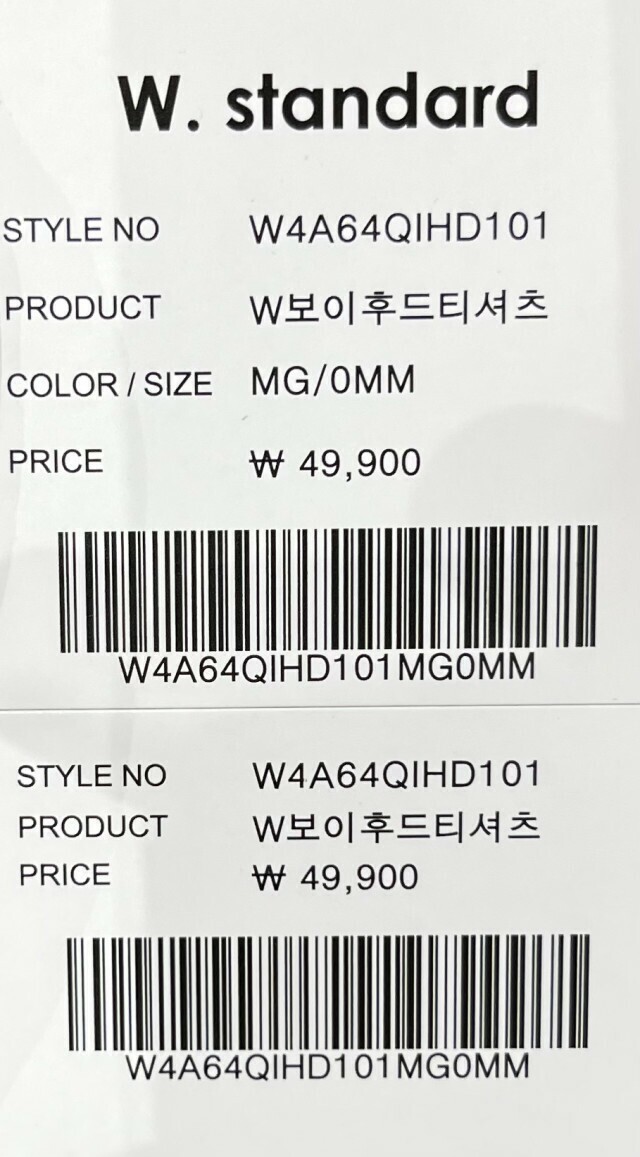 W. standard
STYLE NO W4A64QIHD101
PRODUCT W보이후드티셔츠
COLOR / SIZE MG/0MM
PRICE ₩ 49,900
W4A64QIHD101MG0MM
STYLE NO W4A64QIHD101
PRODUCT W보이후드티셔츠
PRICE ₩ 49,900
W4A64QIHD101MG0MM